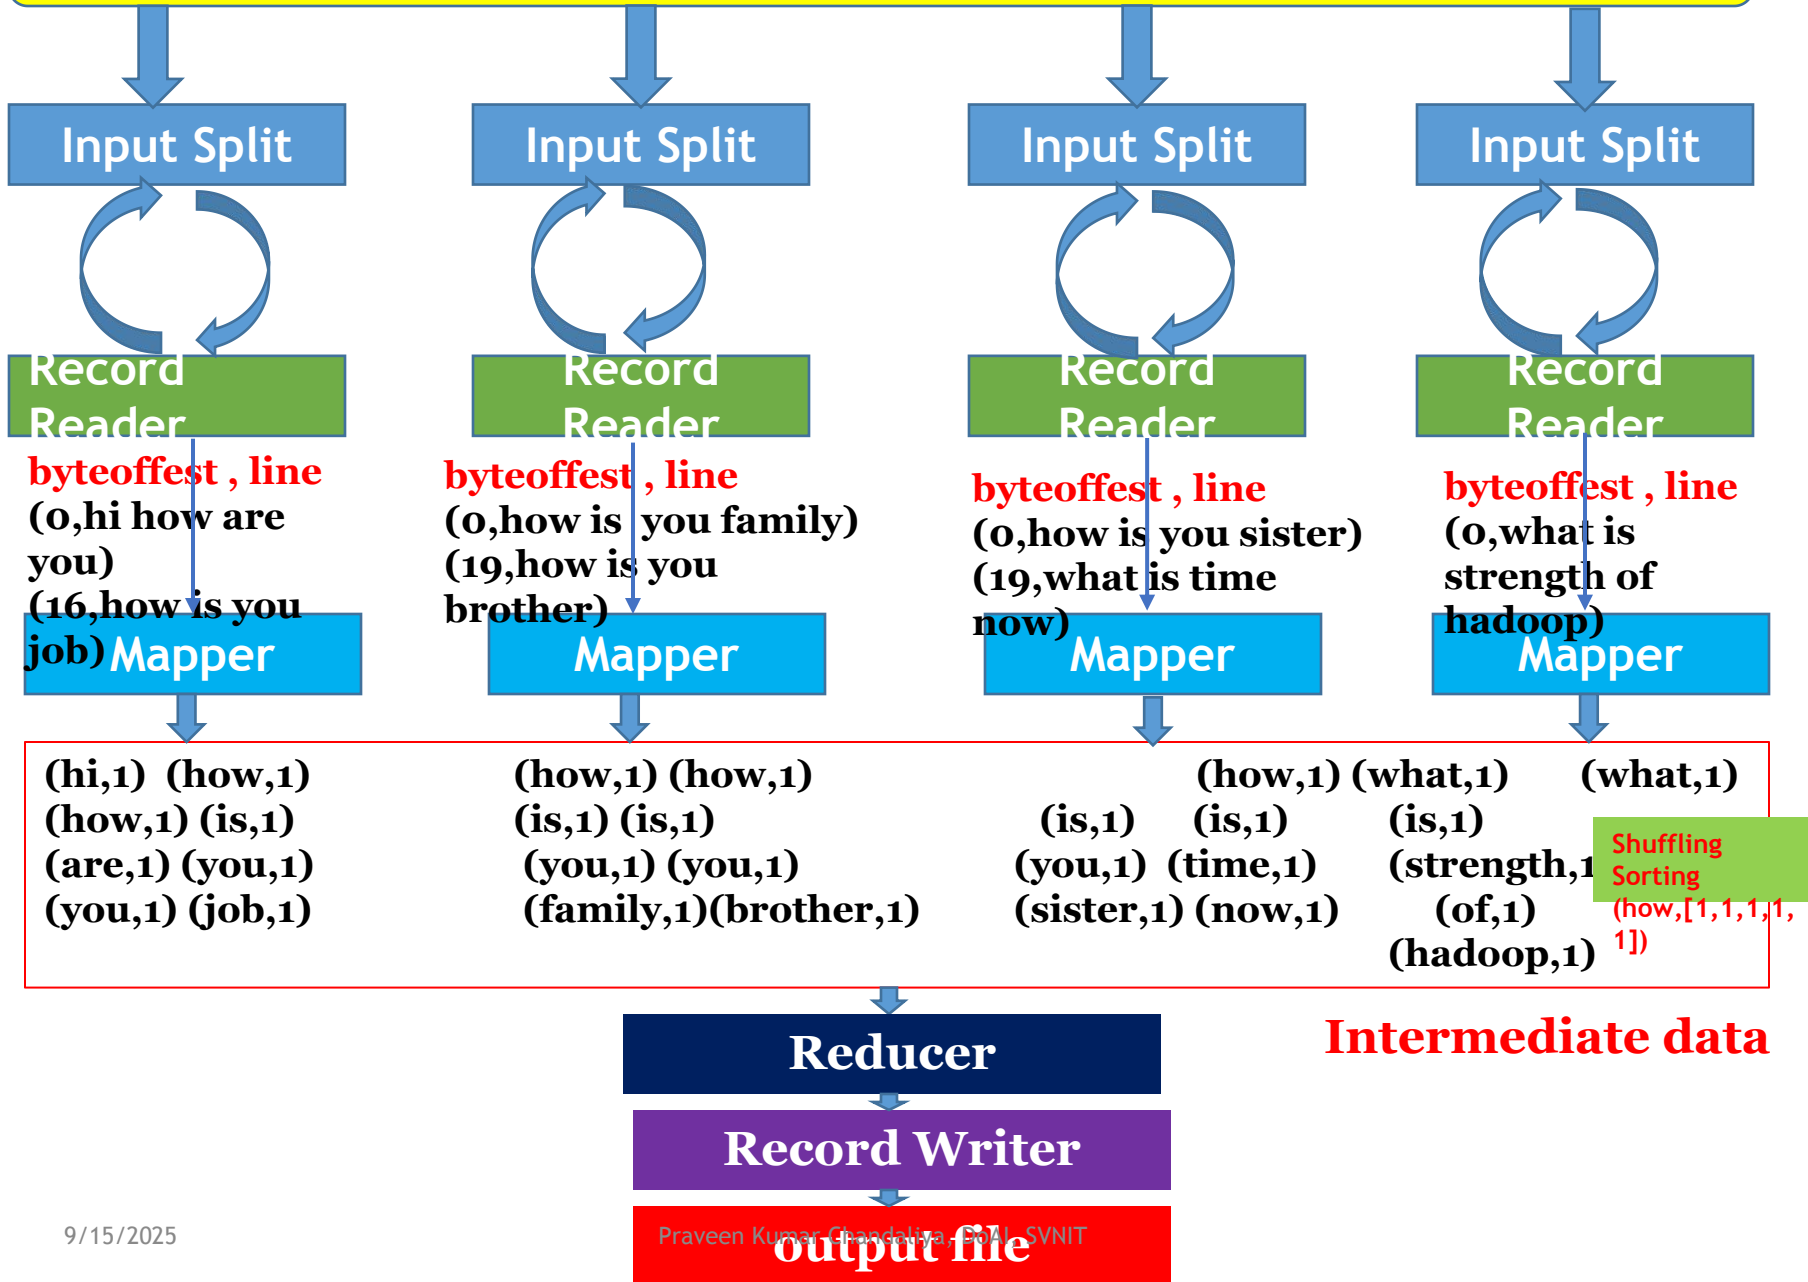 Input Split
Input Split
Input Split
Input Split
Record
Reader
Record
Reader
Record
Reader
Record
Reader
byteoffest , line
(0,hi how are
you)
(16,how is you
job)
byteoffest , line
(0,how is  you family)
(19,how is you
brother)
byteoffest , line
(0,how is you sister)
(19,what is time
now)
byteoffest , line
(0,what is
strength of
hadoop)
Mapper
Mapper
Mapper
Mapper
(hi,1)  (how,1)
(how,1) (is,1)
(are,1) (you,1)
(you,1) (job,1)
(how,1) (how,1)
(is,1) (is,1)
(you,1) (you,1)
(family,1)(brother,1)
(how,1) (what,1)
(is,1) (is,1)
(you,1) (time,1)
(sister,1) (now,1)
(what,1)
(is,1)
(strength,1
(of,1)
(hadoop,1)
Shuffling
Sorting
(how,[1,1,1,1,
1])
Intermediate data
Reducer
Record Writer
output file
9/15/2025
Praveen Kumar Chandaliya, DoAI, SVNIT